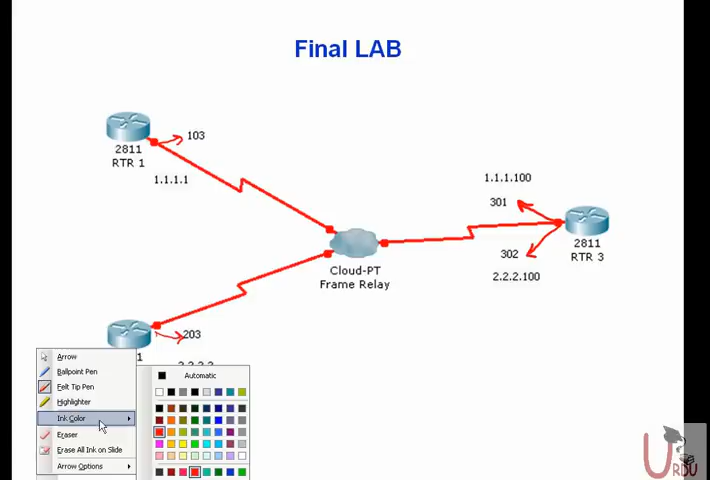 Final LAB
103
2811
RTR 1
1.1.1.1
1.1.1.100
301
2811
RTR 3
302
2.2.2.100
Cloud-PT
Frame Relay
203
1
Arrow
Ballpoint Pen
Felt Tip Pen
Highlighter
Ink Color
Eraser
Erase All Ink on Slide
Arrow Options
Automatic
URDU